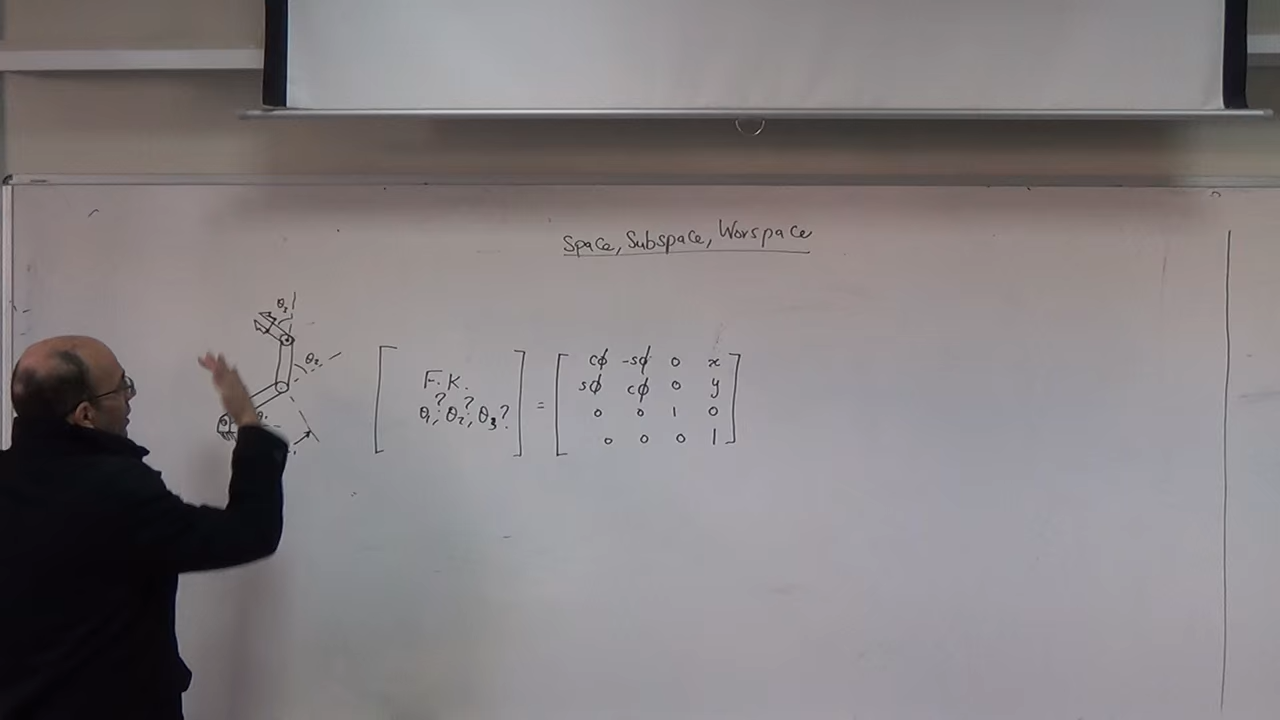 Space, Subspace, Worspace
θ3
θ2
θ1
F.K.
? ?
θ1, θ2, θ3?
=
cϕ -sϕ 0 x
sϕ cϕ 0 y
0 0 1 0
0 0 0 1